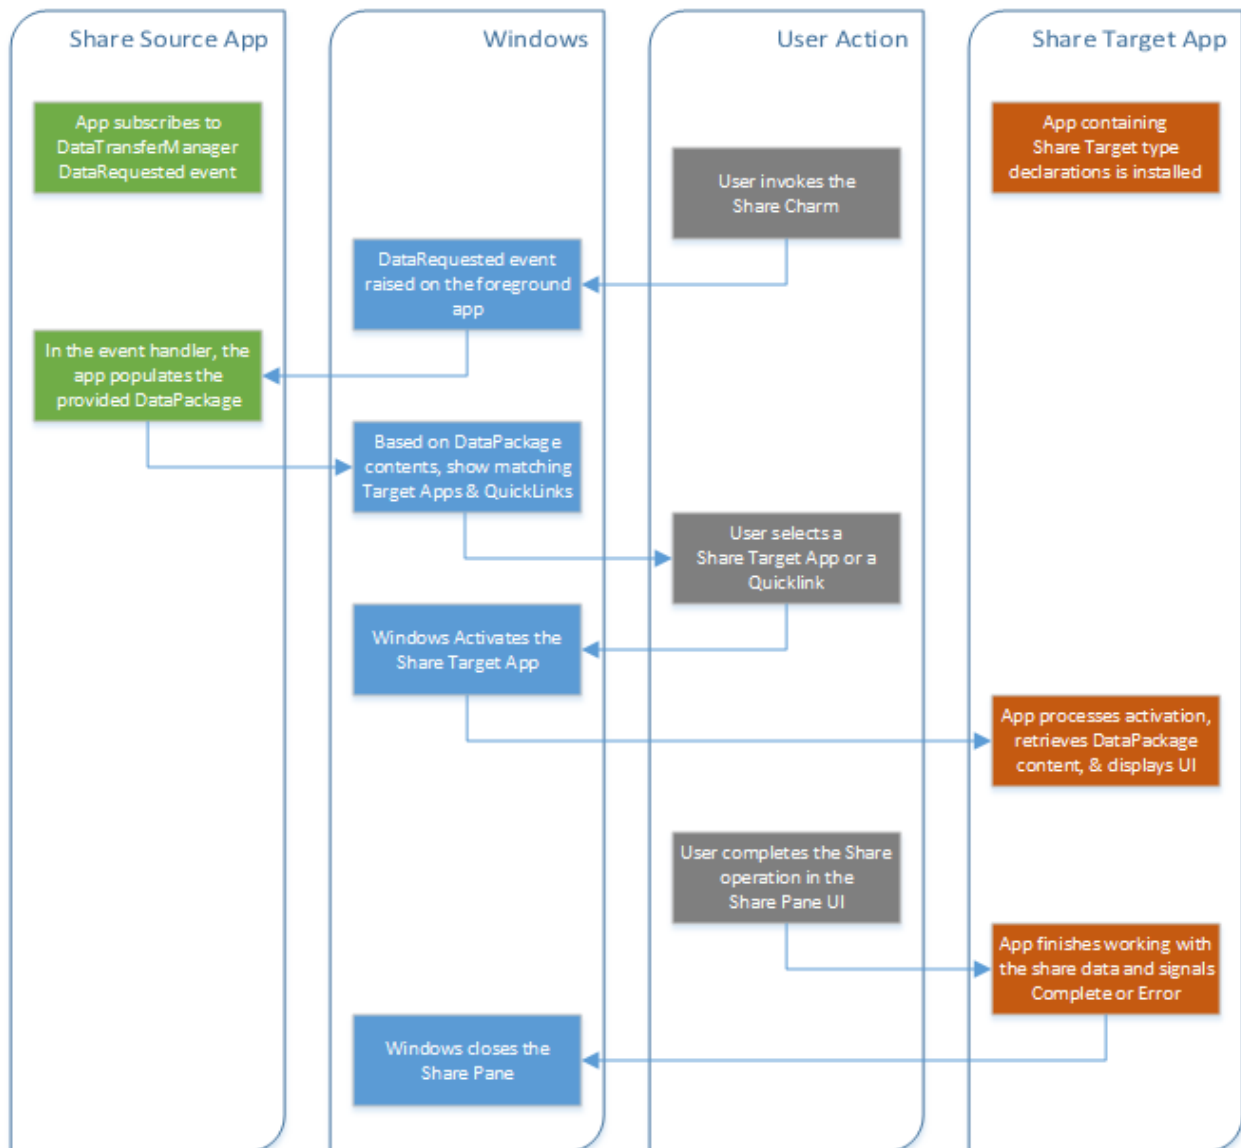 Share Source App
Windows
User Action
Share Target App
App subscribes to
DataTransferManager
DataRequested event
App containing
Share Target type
declarations is installed
User invokes the
Share Charm
DataRequested event
raised on the foreground
app
In the event handler, the
app populates the
provided DataPackage
Based on DataPackage
contents, show matching
Target Apps & QuickLinks
User selects a
Share Target App or a
Quicklink
Windows Activates the
Share Target App
App processes activation,
retrieves DataPackage
content, & displays UI
User completes the Share
operation in the
Share Pane UI
App finishes working with
the share data and signals
Complete or Error
Windows closes the
Share Pane